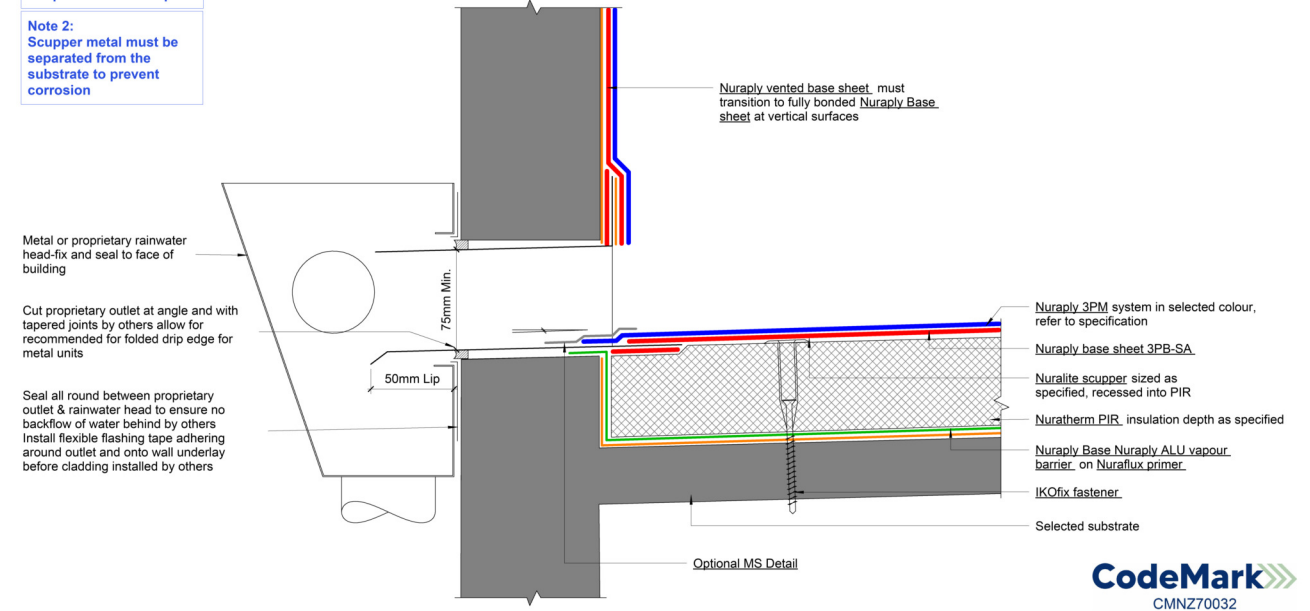 Note 2:
Scupper metal must be
separated from the
substrate to prevent
corrosion
Nuraply vented base sheet must
transition to fully bonded Nuraply Base
sheet at vertical surfaces
Metal or proprietary rainwater
head-fix and seal to face of
building
Cut proprietary outlet at angle and with
tapered joints by others allow for
recommended for folded drip edge for
metal units
Seal all round between proprietary
outlet & rainwater head to ensure no
backflow of water behind by others
Install flexible flashing tape adhering
around outlet and onto wall underlay
before cladding installed by others
75mm Min.
50mm Lip
Nuraply 3PM system in selected colour,
refer to specification
Nuraply base sheet 3PB-SA
Nuralite scupper sized as
specified, recessed into PIR
Nuratherm PIR insulation depth as specified
Nuraply Base Nuraply ALU vapour
barrier on Nuraflux primer
IKOfix fastener
Selected substrate
Optional MS Detail
CodeMark
CMNZ70032